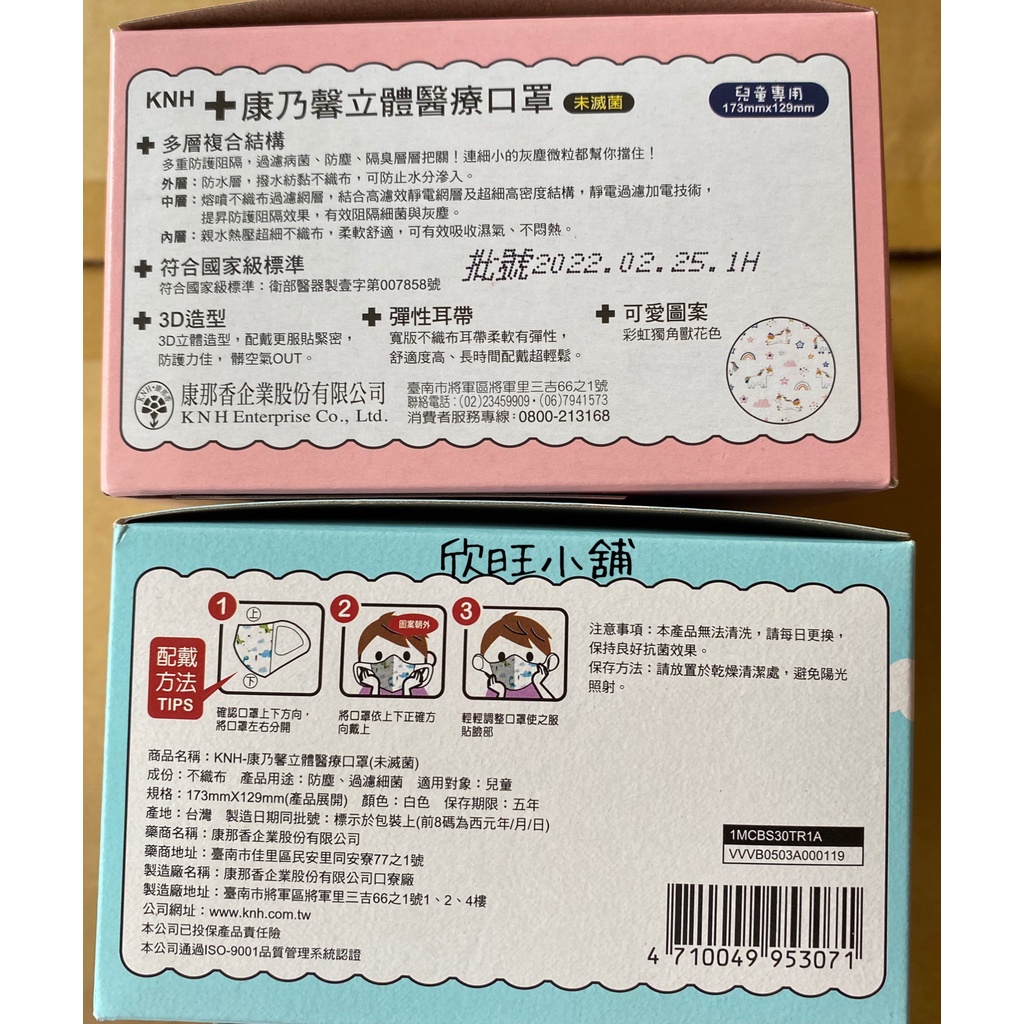 KNH ✚康乃馨立體醫療口罩 未滅菌
兒童專用
173mmx129mm
✚ 多層複合結構
多重防護阻隔，過濾病菌、防塵、隔臭層層把關！連細小的灰塵微粒都幫你擋住！
外層：防水層，撥水紡黏不織布，可防止水分滲入。
中層：熔噴不織布過濾網層，結合高濾效靜電網層及超細高密度結構，靜電過濾加電技術，
提昇防護阻隔效果，有效阻隔細菌與灰塵。
內層：親水熱壓超細不織布，柔軟舒適，可有效吸收濕氣、不悶熱。
✚ 符合國家級標準
符合國家級標準：衛部醫器製壹字第007858號
批號2022.02.25.1H
✚ 3D造型
3D立體造型，配戴更服貼緊密，
防護力佳，髒空氣OUT。
✚ 彈性耳帶
寬版不織布耳帶柔軟有彈性，
舒適度高、長時間配戴超輕鬆。
✚ 可愛圖案
彩虹獨角獸花色
KNH•康那香
康那香企業股份有限公司
KNH Enterprise Co., Ltd.
臺南市將軍區將軍里三吉66之1號
聯絡電話：(02)23459909・(06)7941573
消費者服務專線：0800-213168
欣旺小舖
配戴
方法
TIPS
1
上
下
確認口罩上下方向，
將口罩左右分開
2
圖案朝外
將口罩依上下正確方
向戴上
3
輕輕調整口罩使之服
貼臉部
注意事項：本產品無法清洗，請每日更換，
保持良好抗菌效果。
保存方法：請放置於乾燥清潔處，避免陽光
照射。
商品名稱：KNH-康乃馨立體醫療口罩(未滅菌)
成份：不織布 產品用途：防塵、過濾細菌 適用對象：兒童
規格：173mmX129mm(產品展開) 顏色：白色 保存期限：五年
產地：台灣 製造日期同批號：標示於包裝上(前8碼為西元年/月/日)
藥商名稱：康那香企業股份有限公司
藥商地址：臺南市佳里區民安里同安寮77之1號
製造廠名稱：康那香企業股份有限公司口寮廠
製造廠地址：臺南市將軍區將軍里三吉66之1號1、2、4樓
公司網址：www.knh.com.tw
本公司已投保產品責任險
本公司通過ISO-9001品質管理系統認證
1MCBS30TR1A
VVVB0503A000119
4 710049 953071